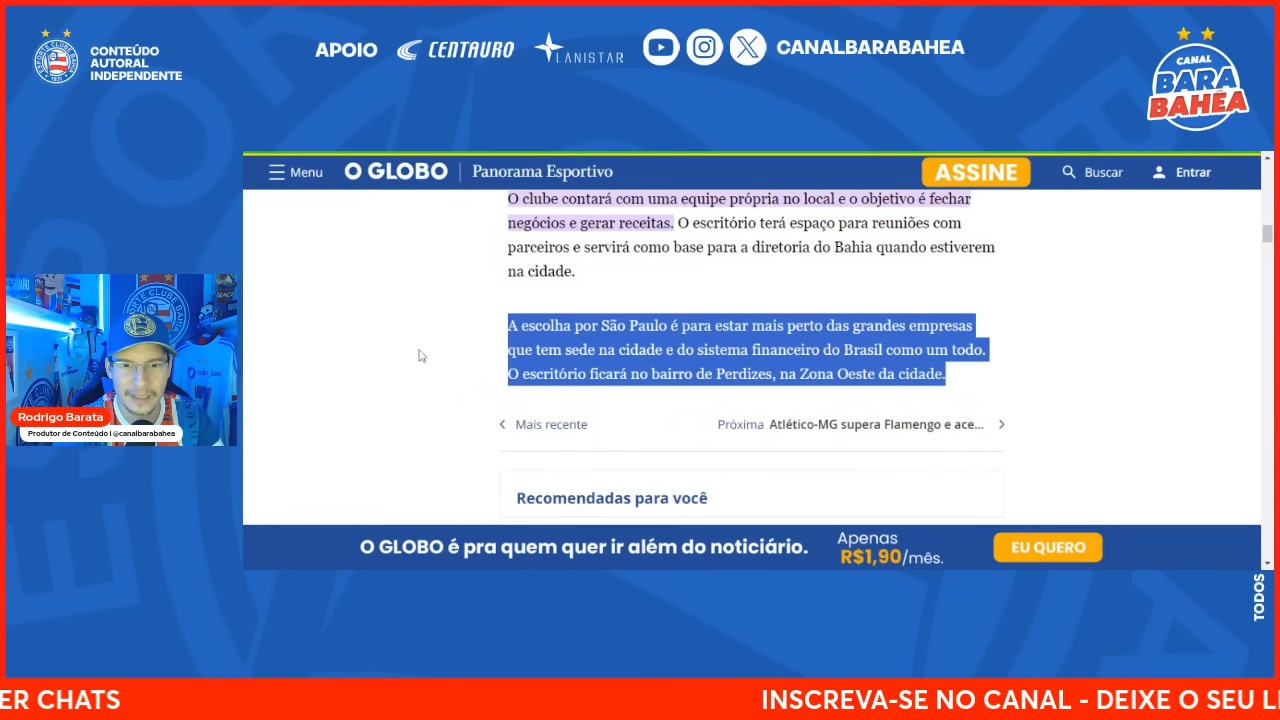 CONTEÚDO
AUTORAL
INDEPENDENTE
APOIO
CENTAURO
LANISTAR
CANALBARABAHEA
CANAL
BARA
BAHÊA
Menu
O GLOBO
Panorama Esportivo
ASSINE
Buscar
Entrar
O clube contará com uma equipe própria no local e o objetivo é fechar
negócios e gerar receitas. O escritório terá espaço para reuniões com
parceiros e servirá como base para a diretoria do Bahia quando estiverem
na cidade.
A escolha por São Paulo é para estar mais perto das grandes empresas
que tem sede na cidade e do sistema financeiro do Brasil como um todo.
O escritório ficará no bairro de Perdizes, na Zona Oeste da cidade.
Mais recente
Próxima Atlético-MG supera Flamengo e ace...
Recomendadas para você
O GLOBO é pra quem quer ir além do noticiário.
Apenas
R$1,90/mês.
EU QUERO
Rodrigo Barata
Produtor de Conteúdo | @canalbarabahea
TODOS
ER CHATS
INSCREVA-SE NO CANAL - DEIXE O SEU LI